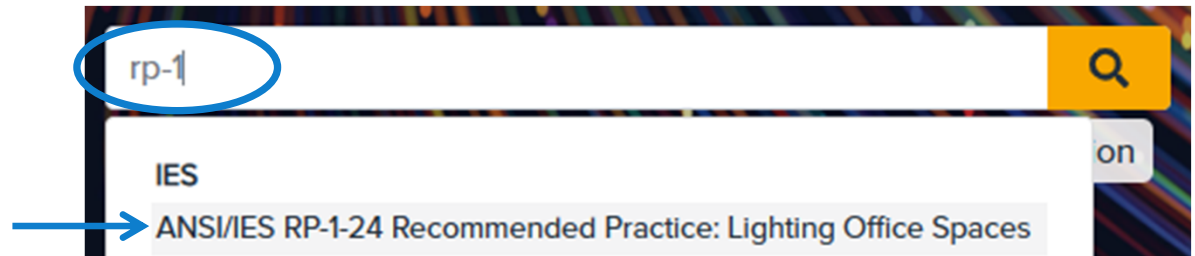 rp-1
on
IES
ANSI/IES RP-1-24 Recommended Practice: Lighting Office Spaces